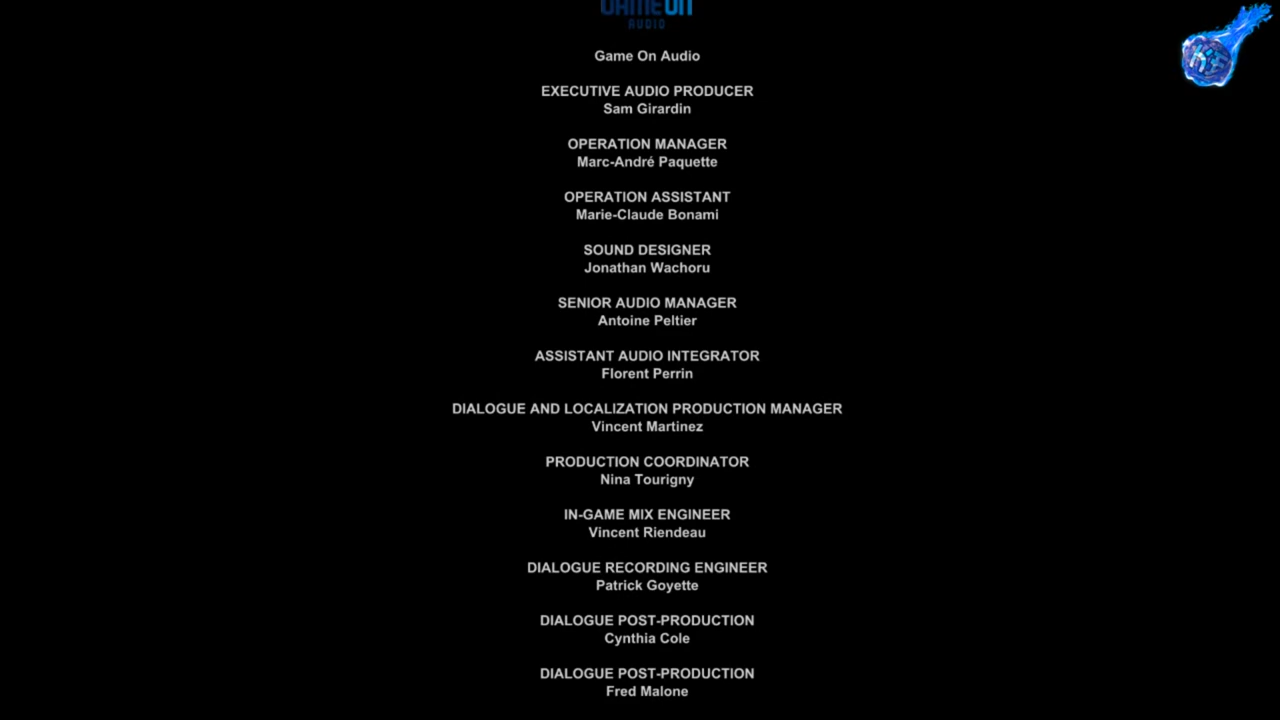 GAMEON
AUDIO
Game On Audio
EXECUTIVE AUDIO PRODUCER
Sam Girardin
OPERATION MANAGER
Marc-André Paquette
OPERATION ASSISTANT
Marie-Claude Bonami
SOUND DESIGNER
Jonathan Wachoru
SENIOR AUDIO MANAGER
Antoine Peltier
ASSISTANT AUDIO INTEGRATOR
Florent Perrin
DIALOGUE AND LOCALIZATION PRODUCTION MANAGER
Vincent Martinez
PRODUCTION COORDINATOR
Nina Tourigny
IN-GAME MIX ENGINEER
Vincent Riendeau
DIALOGUE RECORDING ENGINEER
Patrick Goyette
DIALOGUE POST-PRODUCTION
Cynthia Cole
DIALOGUE POST-PRODUCTION
Fred Malone